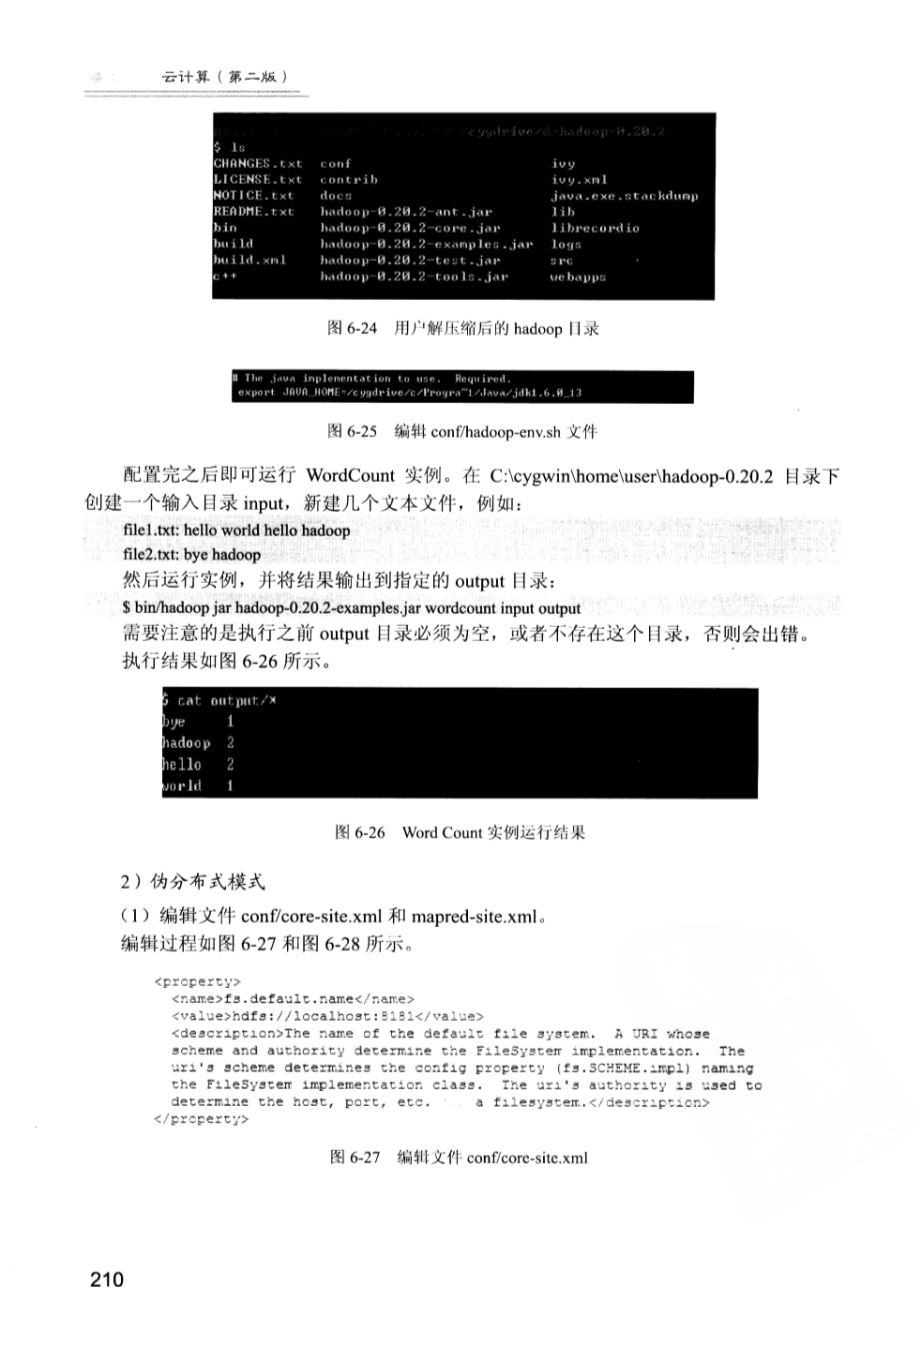 云计算（第二版）
/cygdrive/d/hadoop-0.20.2
$ ls
CHANGES.txt conf ivy
LICENSE.txt contrib ivy.xml
NOTICE.txt docs java.exe.stackdump
README.txt hadoop-0.20.2-ant.jar lib
bin hadoop-0.20.2-core.jar librecordio
build hadoop-0.20.2-examples.jar logs
build.xml hadoop-0.20.2-test.jar src
c++ hadoop-0.20.2-tools.jar webapps
图 6-24 用户解压缩后的 hadoop 目录
# The java implementation to use. Required.
export JAVA_HOME=/cygdrive/c/Progra~1/Java/jdk1.6.0_13
图 6-25 编辑 conf/hadoop-env.sh 文件
配置完之后即可运行 WordCount 实例。在 C:\cygwin\home\user\hadoop-0.20.2 目录下
创建一个输入目录 input，新建几个文本文件，例如：
file1.txt: hello world hello hadoop
file2.txt: bye hadoop
然后运行实例，并将结果输出到指定的 output 目录：
$ bin/hadoop jar hadoop-0.20.2-examples.jar wordcount input output
需要注意的是执行之前 output 目录必须为空，或者不存在这个目录，否则会出错。
执行结果如图 6-26 所示。
$ cat output/*
bye 1
hadoop 2
hello 2
world 1
图 6-26 Word Count 实例运行结果
2）伪分布式模式
（1）编辑文件 conf/core-site.xml 和 mapred-site.xml。
编辑过程如图 6-27 和图 6-28 所示。
<property>
<name>fs.default.name</name>
<value>hdfs://localhost:8181</value>
<description>The name of the default file system. A URI whose
scheme and authority determine the FileSystem implementation. The
uri's scheme determines the config property (fs.SCHEME.impl) naming
the FileSystem implementation class. The uri's authority is used to
determine the host, port, etc. a filesystem.</description>
</property>
图 6-27 编辑文件 conf/core-site.xml
210